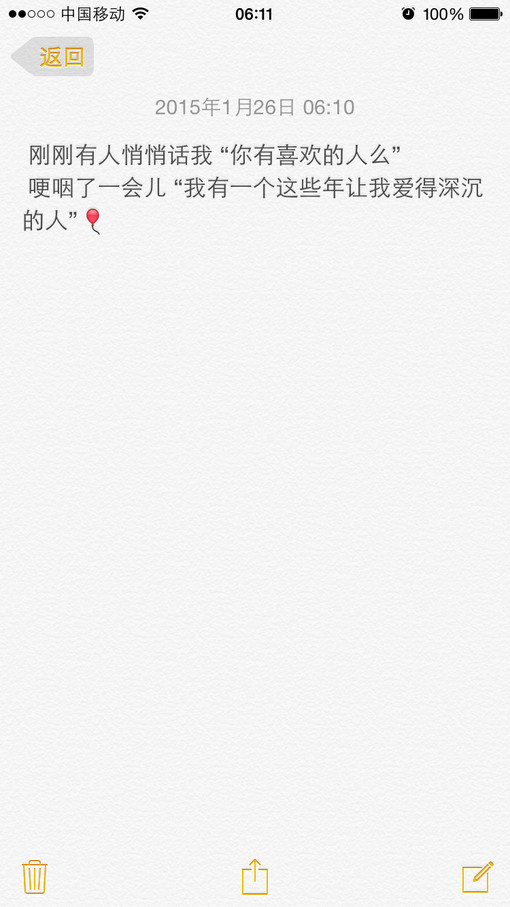 中国移动 06:11 100%
返回
2015年1月26日 06:10
刚刚有人悄悄话我 “你有喜欢的人么”
哽咽了一会儿 “我有一个这些年让我爱得深沉
的人”🎈